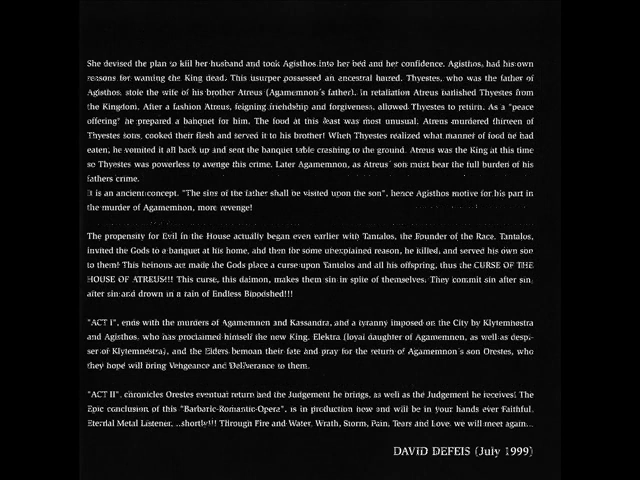 She devised the plan to kill her husband and took Agisthos into her bed and her confidence. Agisthos, had his own
reasons for wanting the King dead. This usurper possessed an ancestral hatred. Thyestes, who was the father of
Agisthos, stole the wife of his brother Atreus (Agamemnon's father). In retaliation Atreus banished Thyestes from
the Kingdom. After a fashion Atreus, feigning friendship and forgiveness, allowed Thyestes to return. As a "peace
offering" he prepared a banquet for him. The food at this feast was most unusual. Atreus murdered thirteen of
Thyestes sons, cooked their flesh and served it to his brother! When Thyestes realized what manner of food he had
eaten, he vomited it all back up and sent the banquet table crashing to the ground. Atreus was the King at this time
so Thyestes was powerless to avenge this crime. Later Agamemnon, as Atreus' son must bear the full burden of his
fathers crime.
It is an ancient concept. "The sins of the father shall be visited upon the son", hence Agisthos motive for his part in
the murder of Agamemnon, more revenge!
The propensity for Evil in the House actually began even earlier with Tantalos, the Founder of the Race. Tantalos,
invited the Gods to a banquet at his home, and then for some unexplained reason, he killed, and served his own son
to them! This heinous act made the Gods place a curse upon Tantalos and all his offspring, thus the CURSE OF THE
HOUSE OF ATREUS!!! This curse, this daimon, makes them sin in spite of themselves. They commit sin after sin,
after sin and drown in a rain of Endless Bloodshed!!!
"ACT I", ends with the murders of Agamemnon and Kassandra, and a tyranny imposed on the City by Klytemnestra
and Agisthos, who has proclaimed himself the new King. Elektra (loyal daughter of Agamemnon, as well as despi-
ser of Klytemnestra), and the Elders bemoan their fate and pray for the return of Agamemnon's son Orestes, who
they hope will bring Vengeance and Deliverance to them.
"ACT II", chronicles Orestes eventual return and the Judgement he brings, as well as the Judgement he receives! The
Epic conclusion of this "Barbaric-Romantic-Opera", is in production now and will be in your hands ever Faithful,
Eternal Metal Listener, ...shortly!!! Through Fire and Water, Wrath, Storm, Pain, Tears and Love, we will meet again...
DAVID DEFEIS (July 1999)